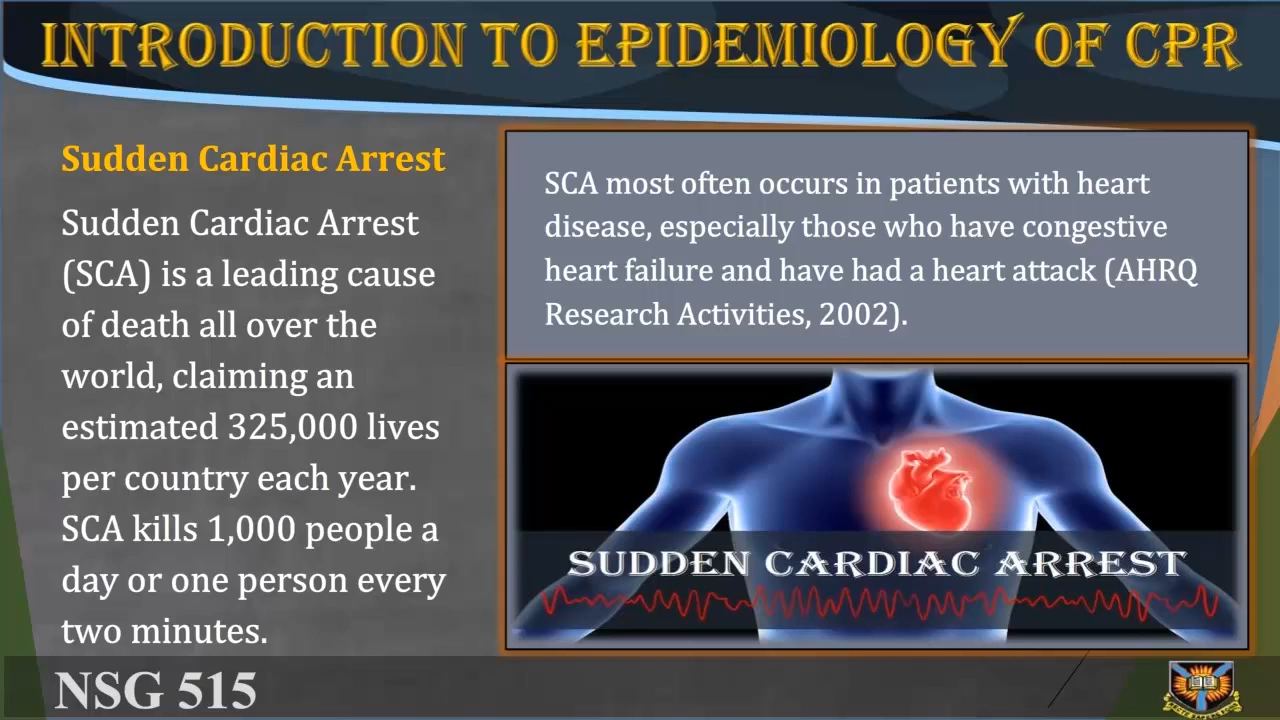 INTRODUCTION TO EPIDEMIOLOGY OF CPR
Sudden Cardiac Arrest
Sudden Cardiac Arrest
(SCA) is a leading cause
of death all over the
world, claiming an
estimated 325,000 lives
per country each year.
SCA kills 1,000 people a
day or one person every
two minutes.
SCA most often occurs in patients with heart
disease, especially those who have congestive
heart failure and have had a heart attack (AHRQ
Research Activities, 2002).
SUDDEN CARDIAC ARREST
NSG 515